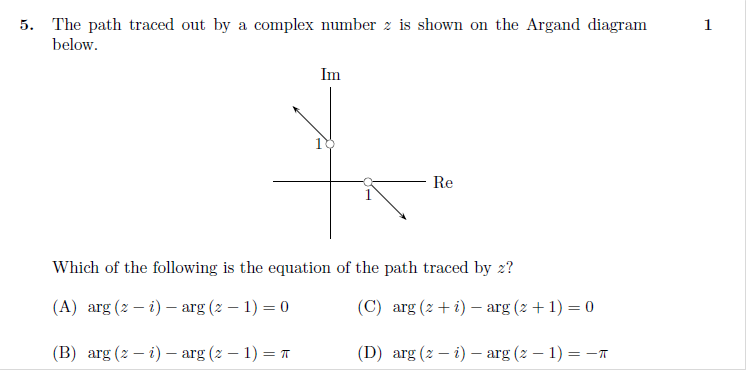 5. The path traced out by a complex number z is shown on the Argand diagram 1
below.
Im
1
Re
1
Which of the following is the equation of the path traced by z?
(A) arg (z − i) − arg (z − 1) = 0 (C) arg (z + i) − arg (z + 1) = 0
(B) arg (z − i) − arg (z − 1) = π (D) arg (z − i) − arg (z − 1) = −π